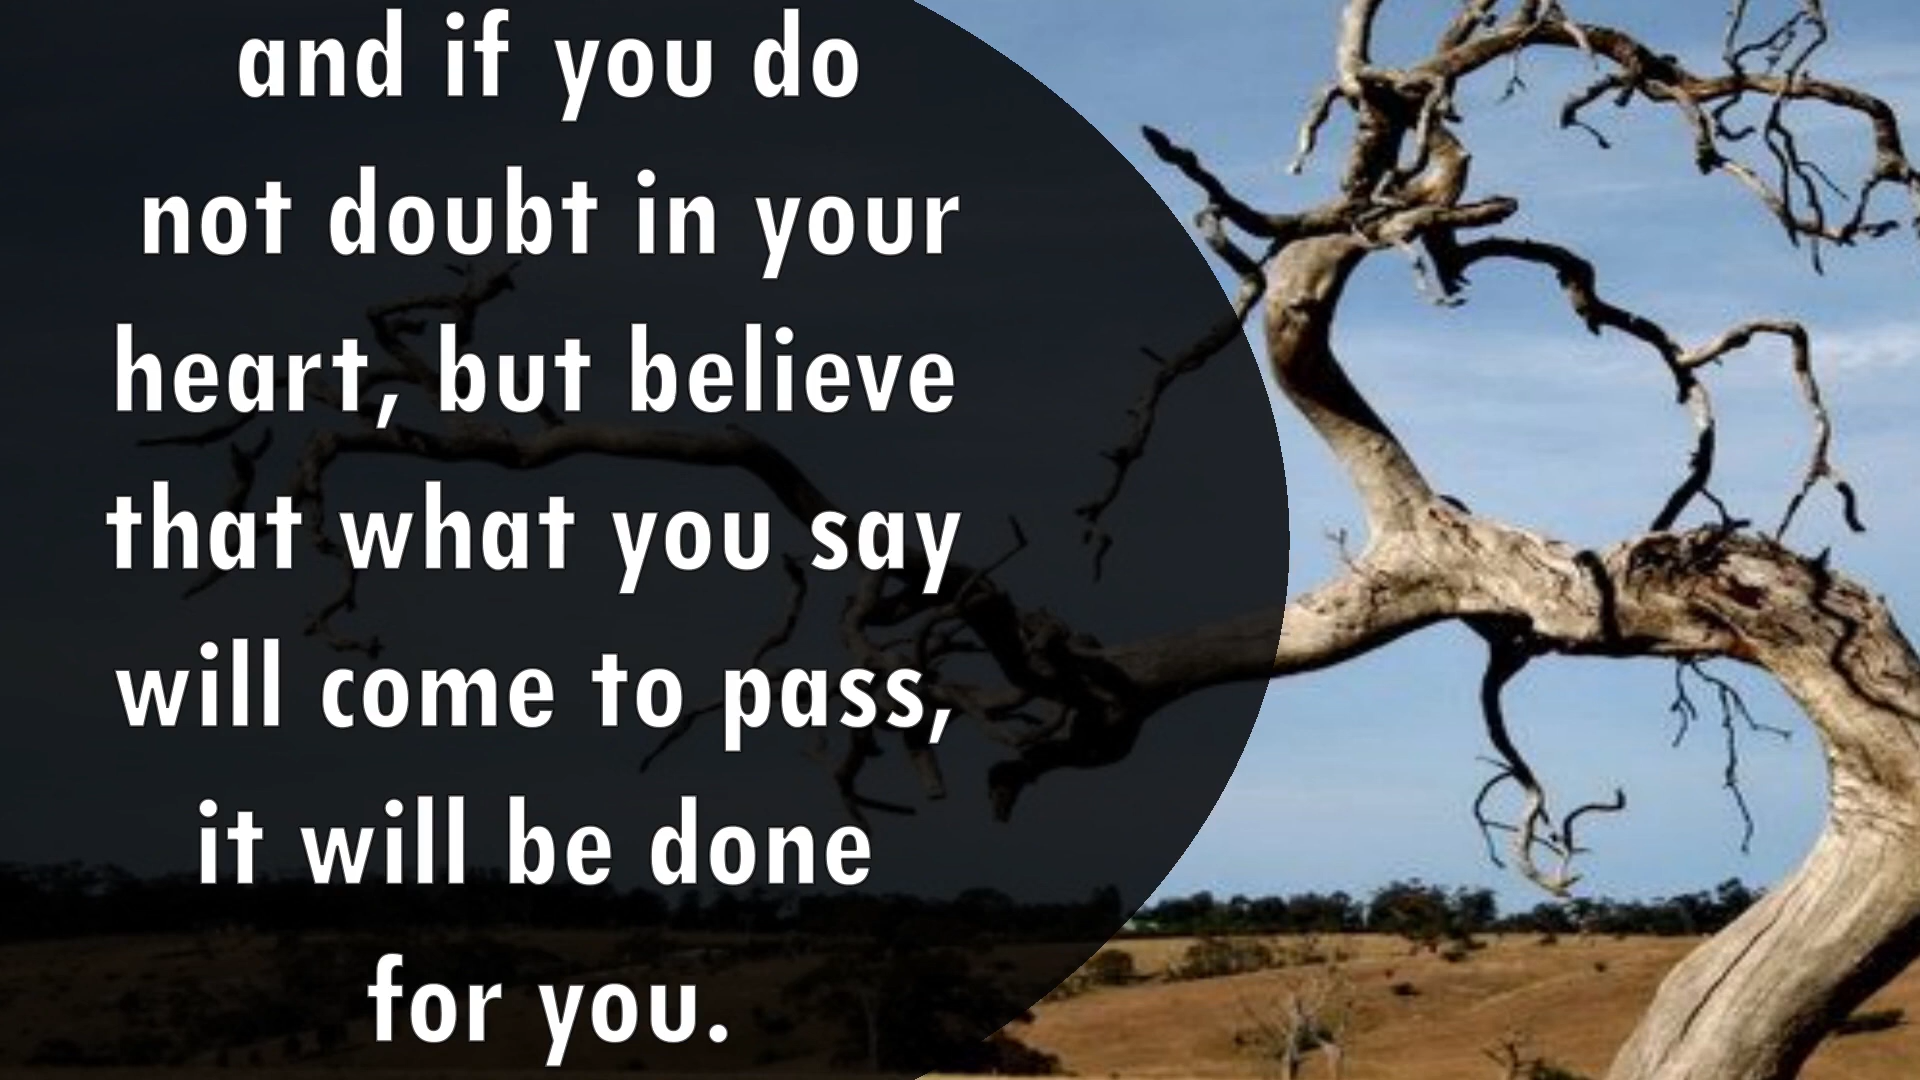 and if you do
not doubt in your
heart, but believe
that what you say
will come to pass,
it will be done
for you.